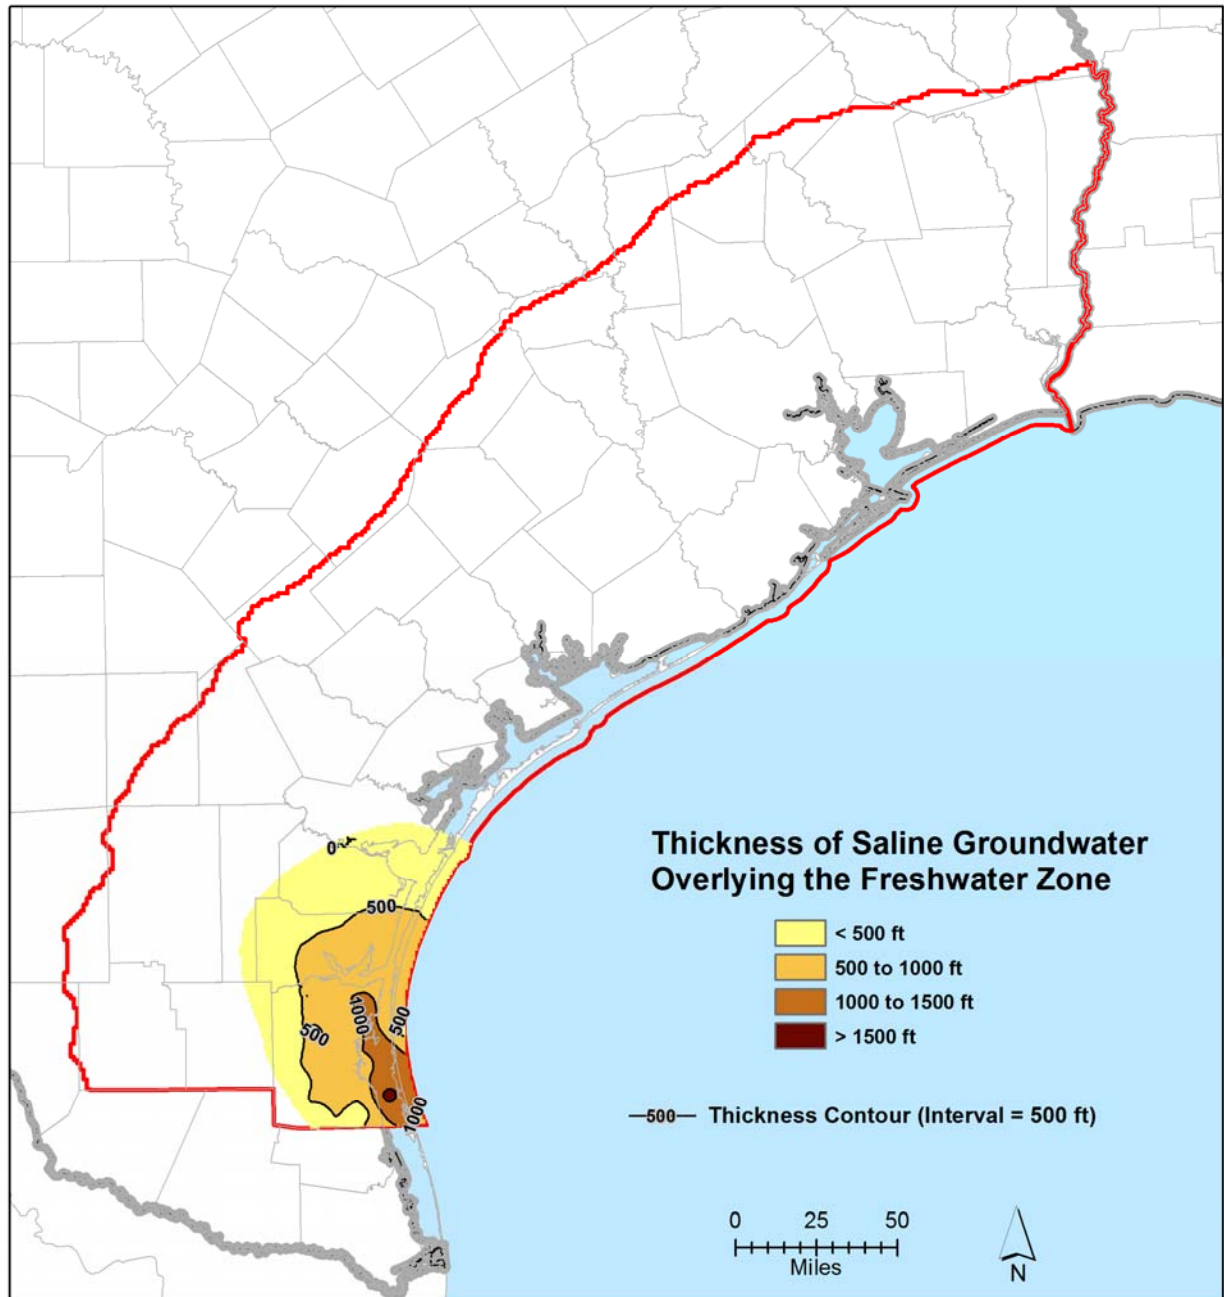 Thickness of Saline Groundwater
Overlying the Freshwater Zone
< 500 ft
500 to 1000 ft
1000 to 1500 ft
> 1500 ft
500 Thickness Contour (Interval = 500 ft)
0
500
1000
500
500
1000
0 25 50
Miles
N